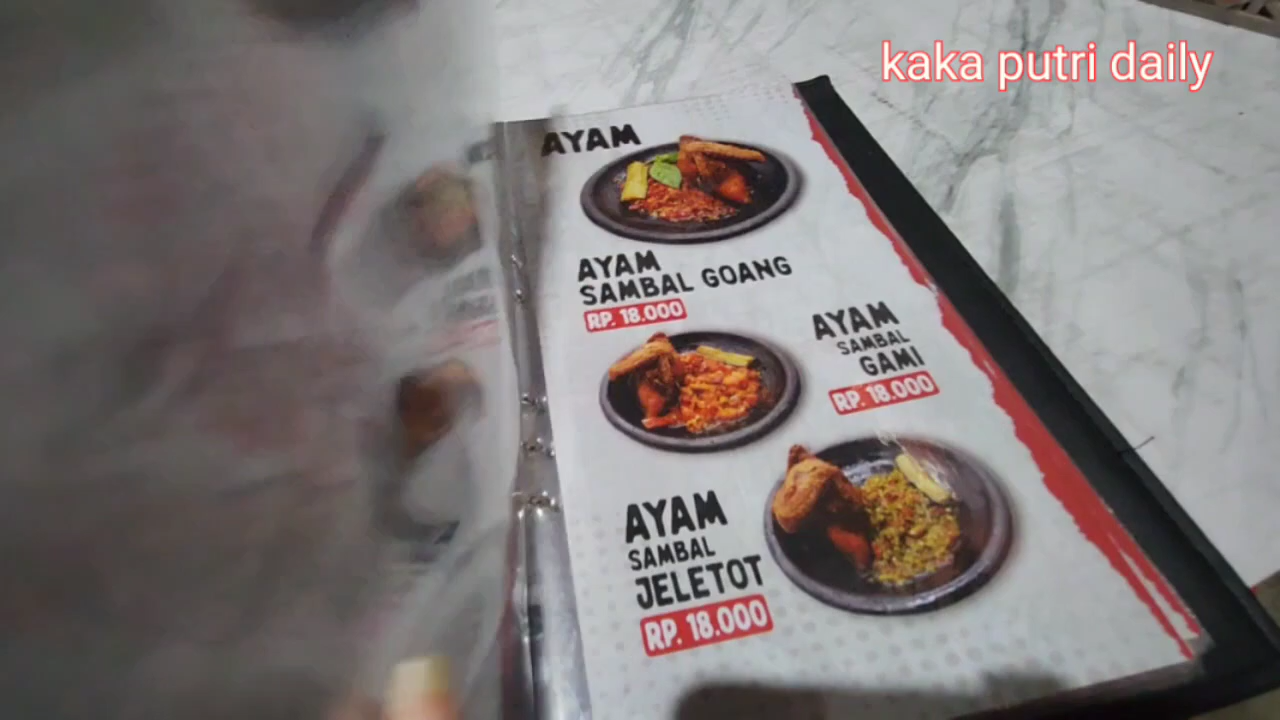 kaka putri daily
AYAM
AYAM
SAMBAL GOANG
RP. 18.000
AYAM
SAMBAL
GAMI
RP. 18.000
AYAM
SAMBAL
JELETOT
RP. 18.000